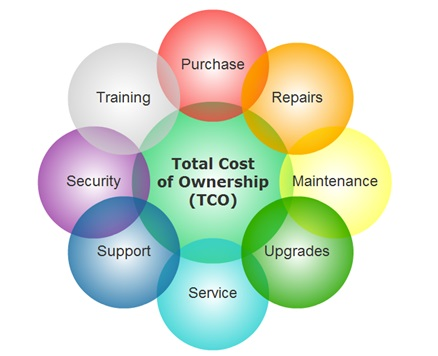 Purchase
Repairs
Maintenance
Upgrades
Service
Support
Security
Training
Total Cost
of Ownership
(TCO)